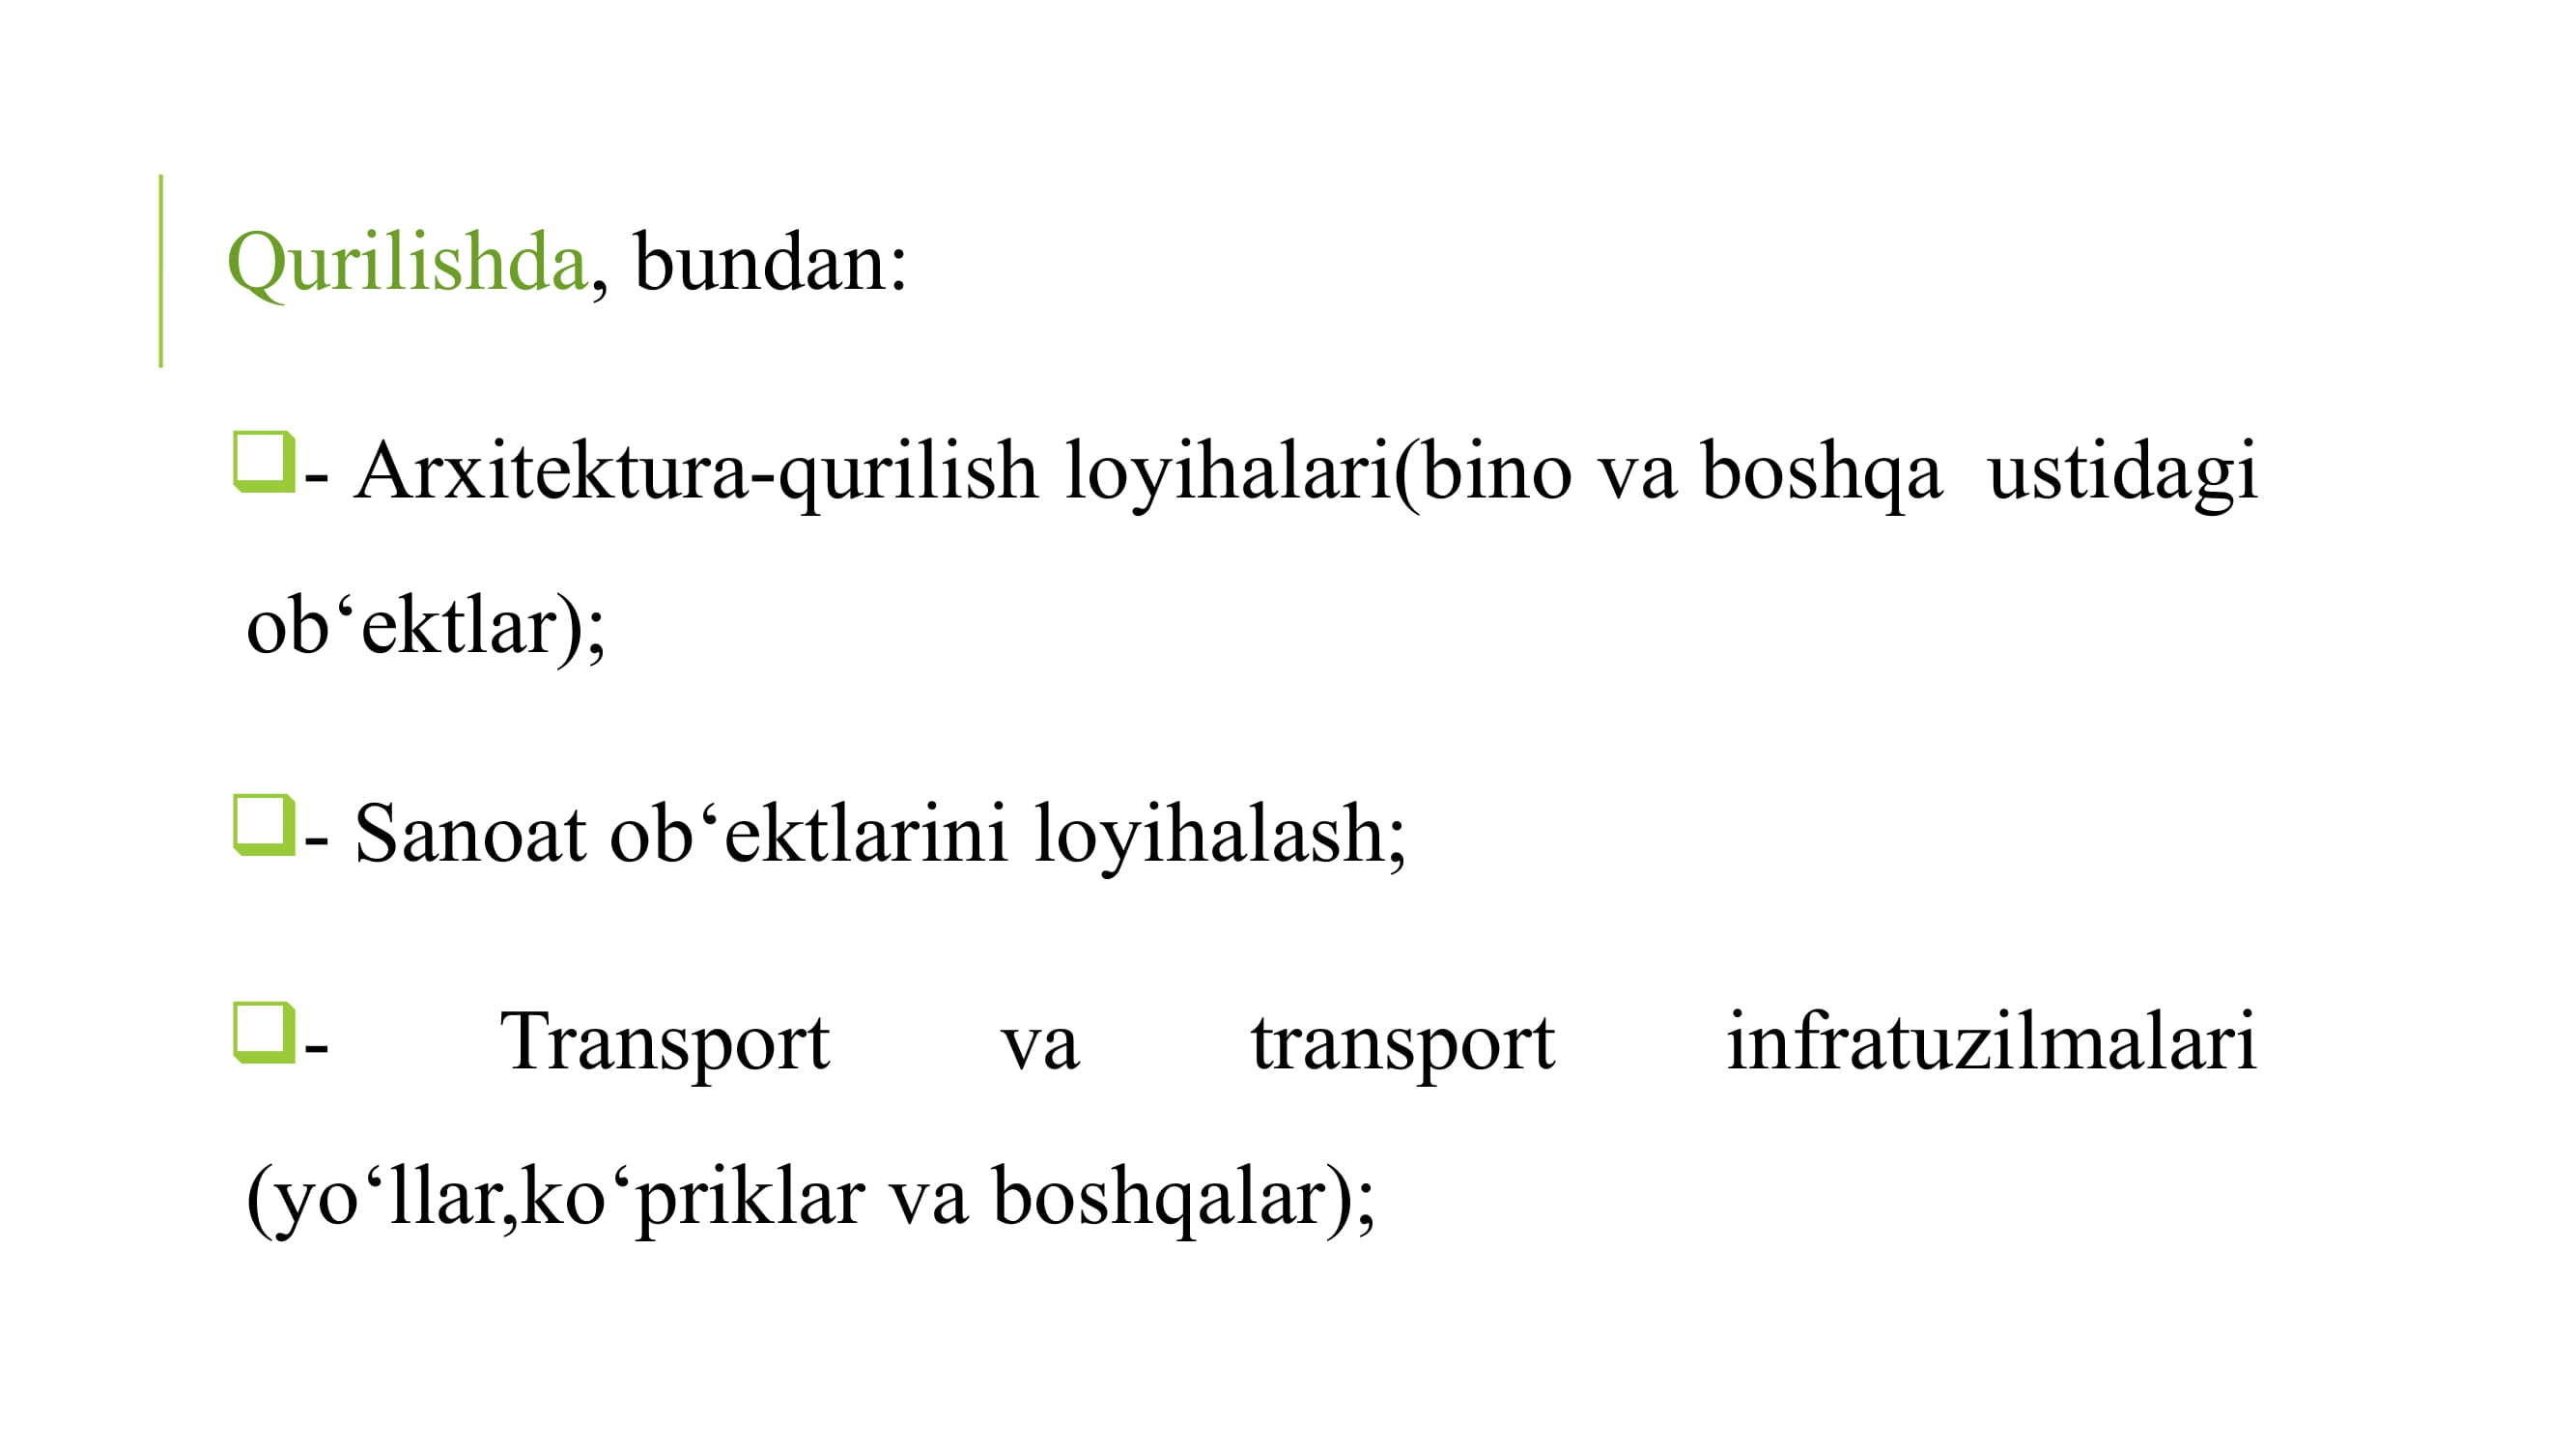 Qurilishda, bundan:
❑- Arxitektura-qurilish loyihalari(bino va boshqa  ustidagi
ob‘ektlar);
❑- Sanoat ob‘ektlarini loyihalash;
❑- Transport va transport infratuzilmalari
(yo‘llar,ko‘priklar va boshqalar);